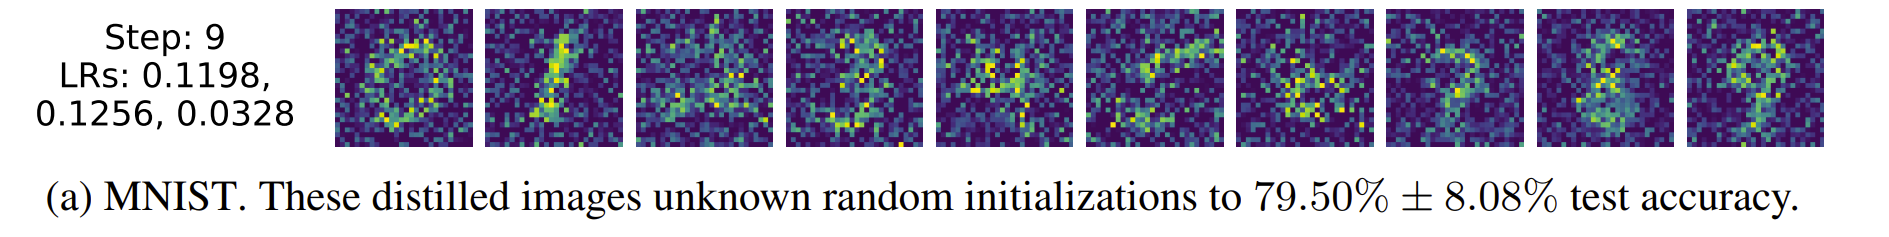 Step: 9
LRs: 0.1198,
0.1256, 0.0328
(a) MNIST. These distilled images unknown random initializations to 79.50% ± 8.08% test accuracy.